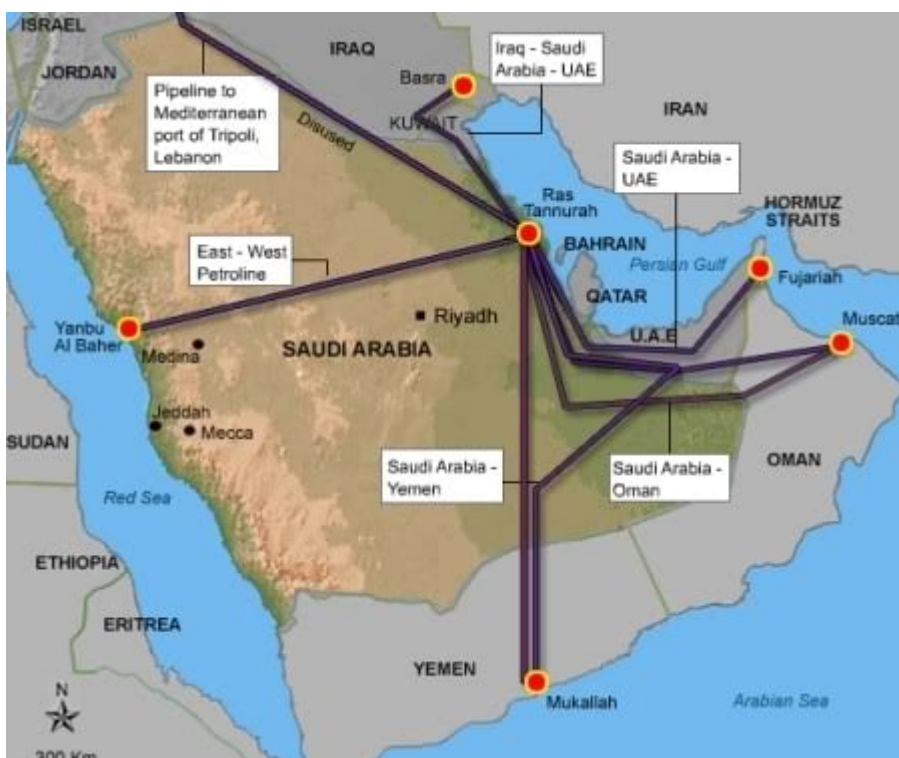 ISRAEL
JORDAN
IRAQ
Basra
Iraq - Saudi
Arabia - UAE
KUWAIT
IRAN
Pipeline to
Mediterranean
port of Tripoli,
Lebanon
Disused
Saudi Arabia -
UAE
Ras
Tannurah
HORMUZ
STRAITS
BAHRAIN
Persian Gulf
East - West
Petroline
QATAR
Fujariah
Yanbu
Al Baher
Riyadh
U.A.E
Muscat
Medina
SAUDI ARABIA
Jeddah
Mecca
SUDAN
Saudi Arabia -
Yemen
Saudi Arabia -
Oman
OMAN
Red Sea
ETHIOPIA
ERITREA
YEMEN
N
Mukallah
Arabian Sea
300 Km